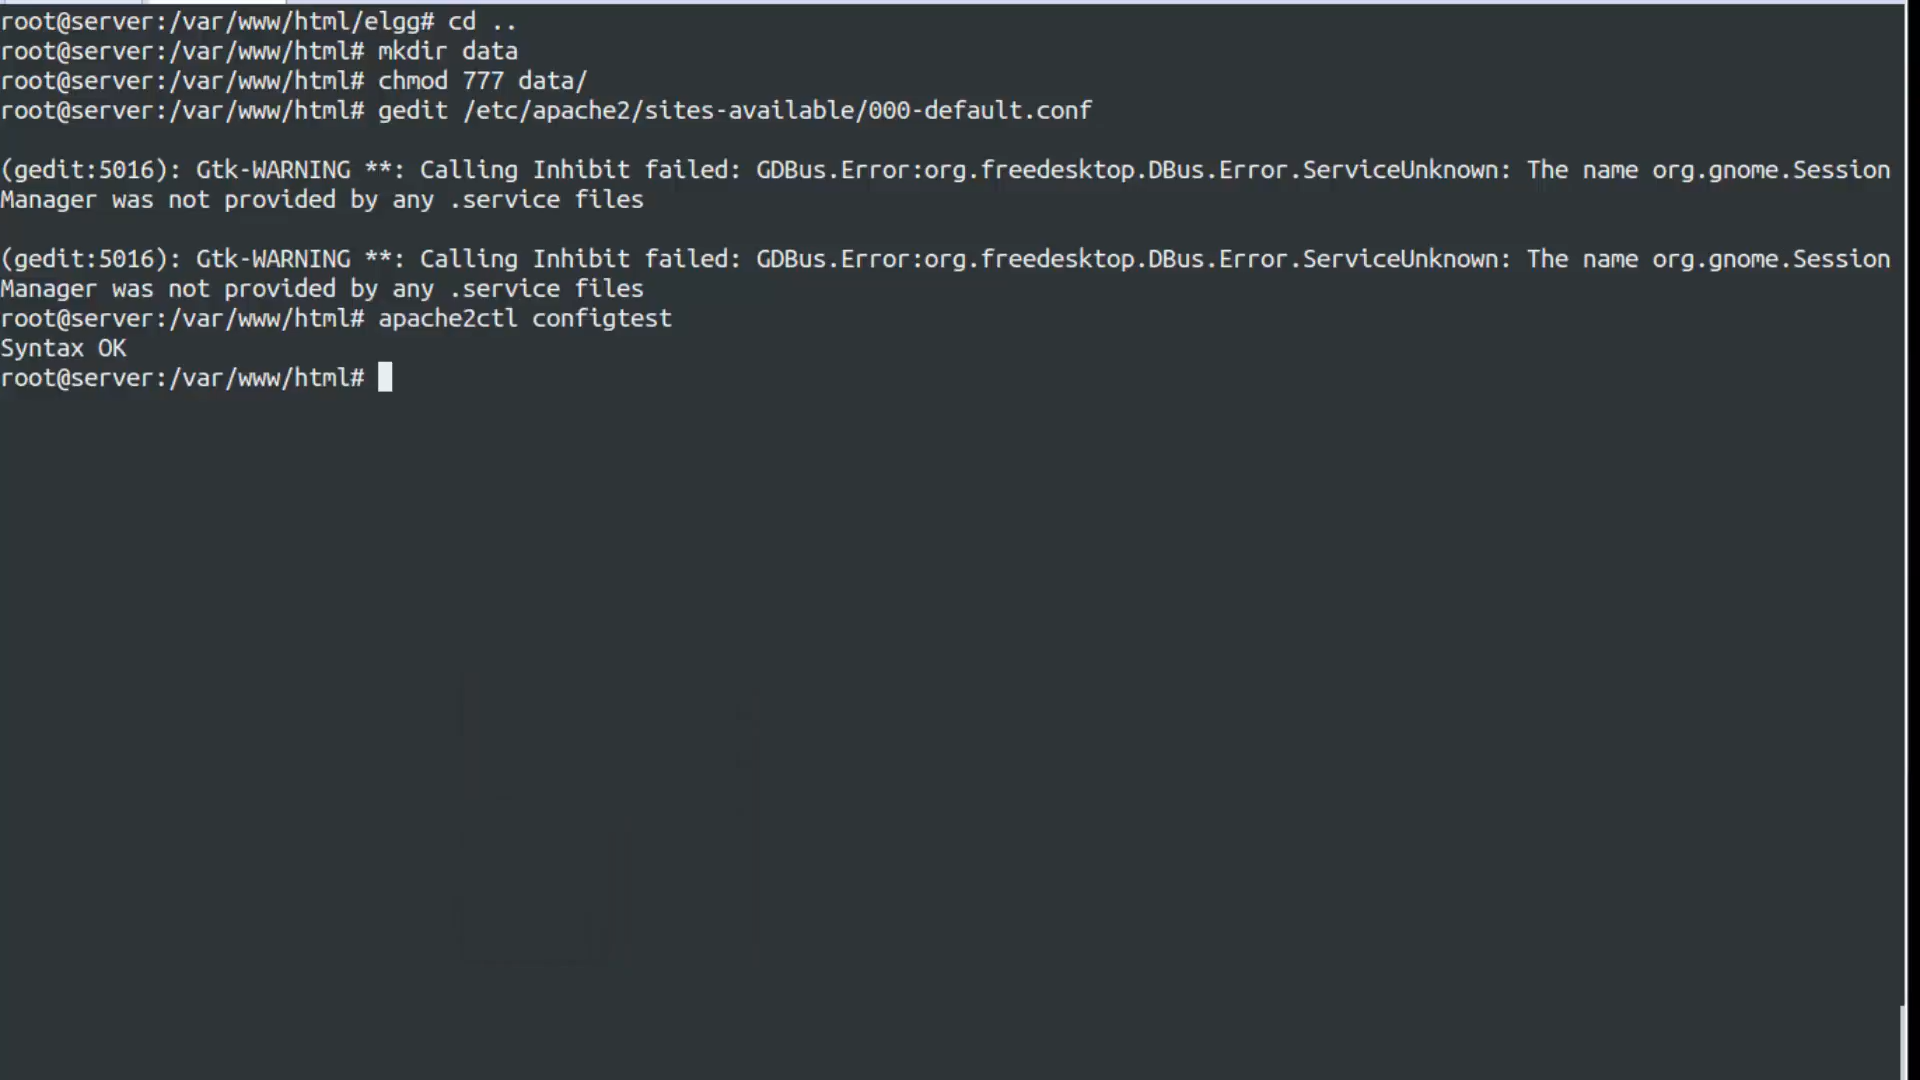 root@server:/var/www/html/elgg# cd ..
root@server:/var/www/html# mkdir data
root@server:/var/www/html# chmod 777 data/
root@server:/var/www/html# gedit /etc/apache2/sites-available/000-default.conf
(gedit:5016): Gtk-WARNING **: Calling Inhibit failed: GDBus.Error:org.freedesktop.DBus.Error.ServiceUnknown: The name org.gnome.Session
Manager was not provided by any .service files
(gedit:5016): Gtk-WARNING **: Calling Inhibit failed: GDBus.Error:org.freedesktop.DBus.Error.ServiceUnknown: The name org.gnome.Session
Manager was not provided by any .service files
root@server:/var/www/html# apache2ctl configtest
Syntax OK
root@server:/var/www/html#